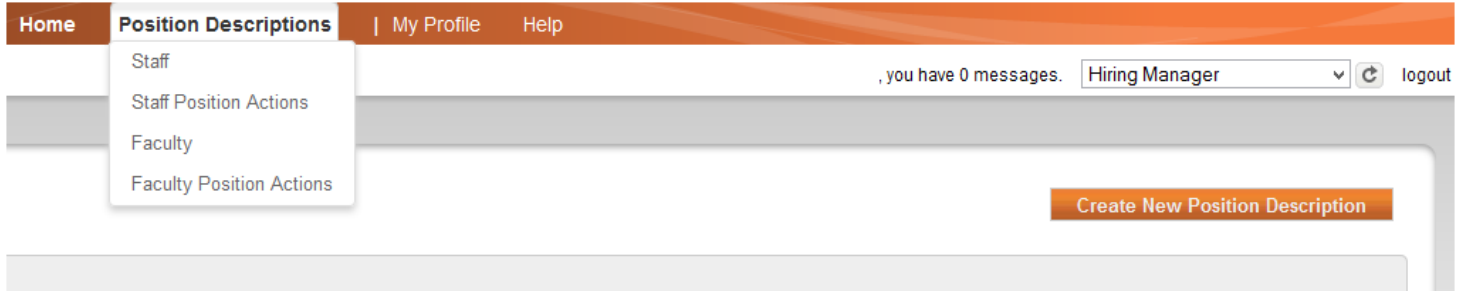 Home Position Descriptions | My Profile Help
Staff
, you have 0 messages. Hiring Manager logout
Staff Position Actions
Faculty
Faculty Position Actions
Create New Position Description